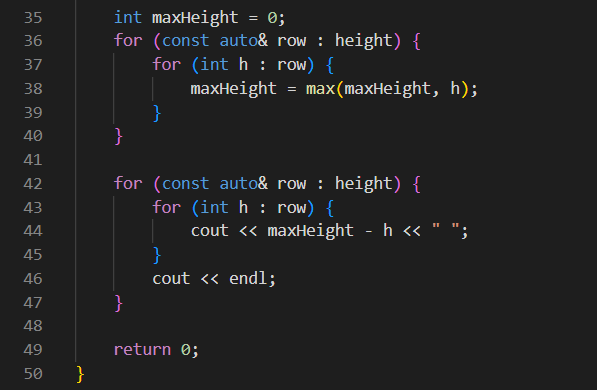 35 int maxHeight = 0;
36 for (const auto& row : height) {
37 for (int h : row) {
38 maxHeight = max(maxHeight, h);
39 }
40 }
41
42 for (const auto& row : height) {
43 for (int h : row) {
44 cout << maxHeight - h << " ";
45 }
46 cout << endl;
47 }
48
49 return 0;
50 }